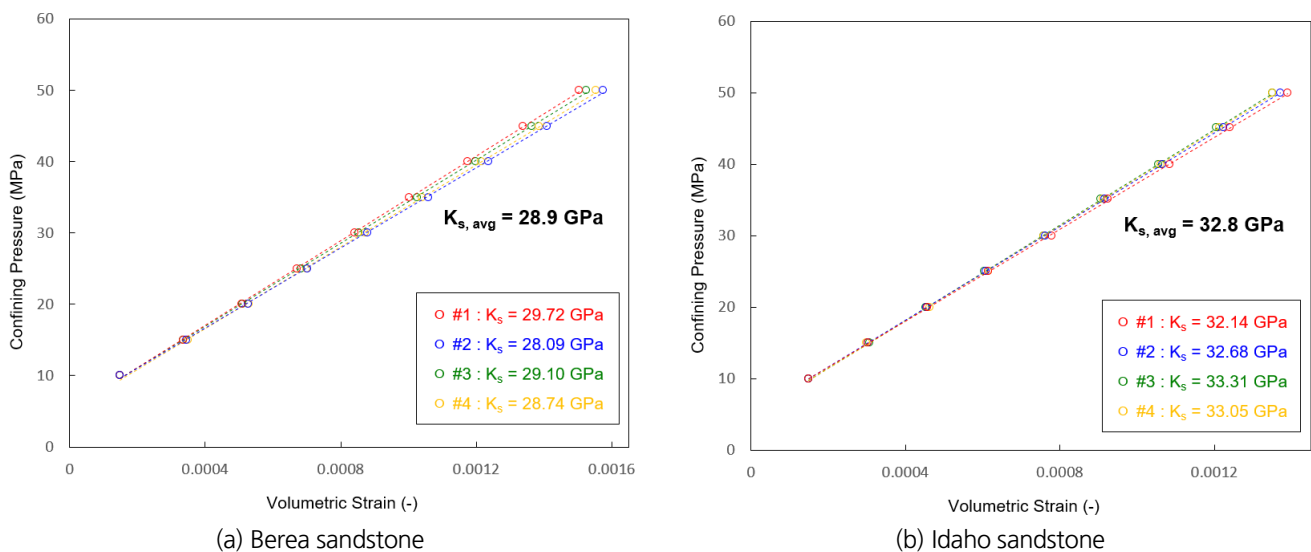 60
50
40
30
20
10
0
Confining Pressure (MPa)
K_s, avg = 28.9 GPa
#1 : K_s = 29.72 GPa
#2 : K_s = 28.09 GPa
#3 : K_s = 29.10 GPa
#4 : K_s = 28.74 GPa
0 0.0004 0.0008 0.0012 0.0016
Volumetric Strain (-)
(a) Berea sandstone
60
50
40
30
20
10
0
Confining Pressure (MPa)
K_s, avg = 32.8 GPa
#1 : K_s = 32.14 GPa
#2 : K_s = 32.68 GPa
#3 : K_s = 33.31 GPa
#4 : K_s = 33.05 GPa
0 0.0004 0.0008 0.0012
Volumetric Strain (-)
(b) Idaho sandstone